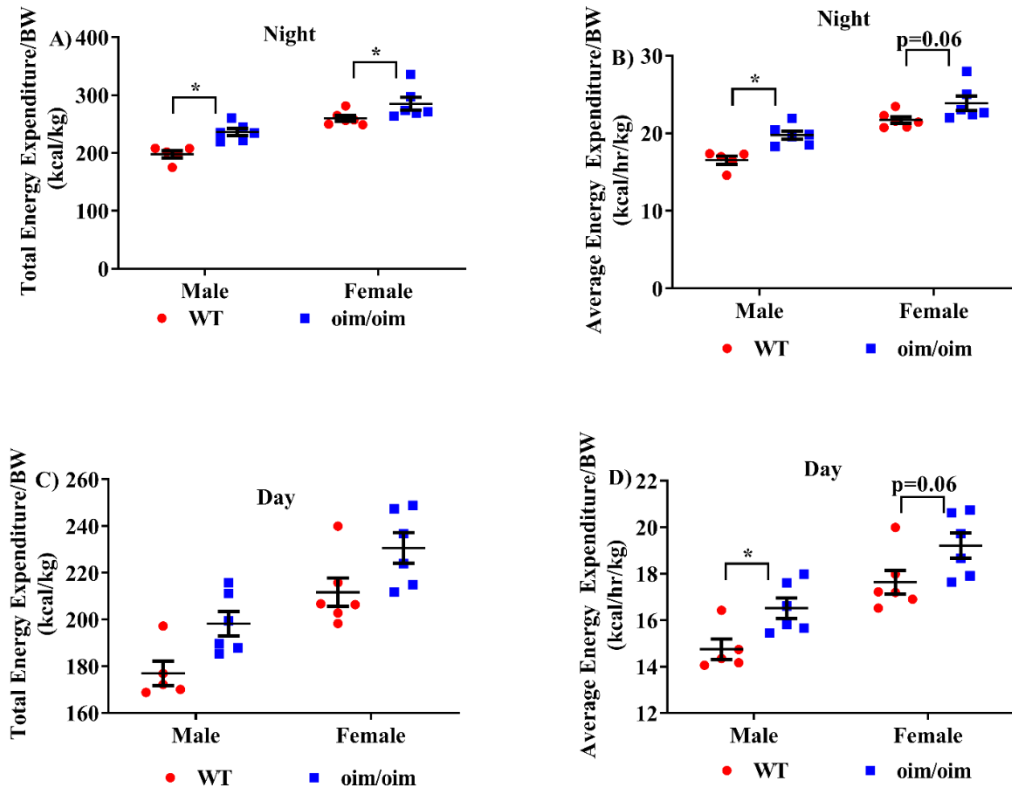 A)
Night
Total Energy Expenditure/BW
(kcal/kg)
400
300
200
100
0
*
*
Male
Female
WT
oim/oim
B)
Night
Average Energy Expenditure/BW
(kcal/hr/kg)
30
20
10
0
*
p=0.06
Male
Female
WT
oim/oim
C)
Day
Total Energy Expenditure/BW
(kcal/kg)
260
240
220
200
180
160
Male
Female
WT
oim/oim
D)
Day
Average Energy Expenditure/BW
(kcal/hr/kg)
22
20
18
16
14
12
*
p=0.06
Male
Female
WT
oim/oim